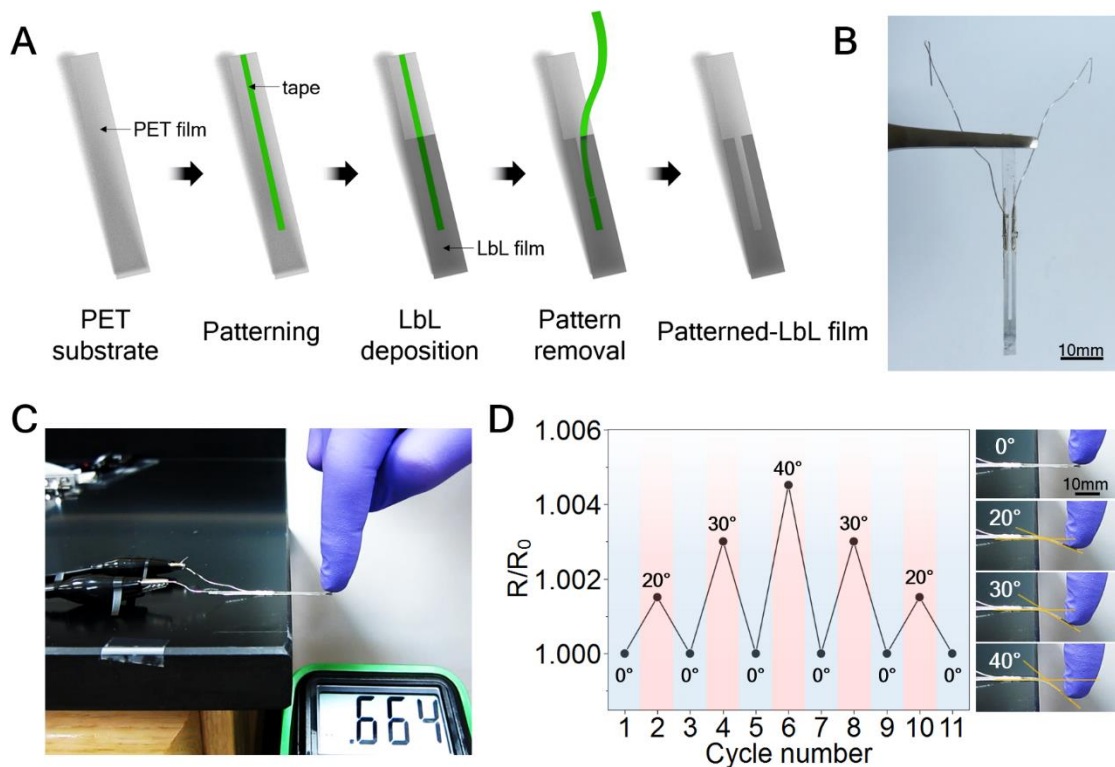 A
tape
PET film
LbL film
PET
substrate
Patterning
LbL
deposition
Pattern
removal
Patterned-LbL film
B
10mm
C
.664
D
R/R0
1.006
1.004
1.002
1.000
0°
20°
0°
30°
0°
40°
0°
30°
0°
20°
0°
1 2 3 4 5 6 7 8 9 10 11
Cycle number
0°
10mm
20°
30°
40°